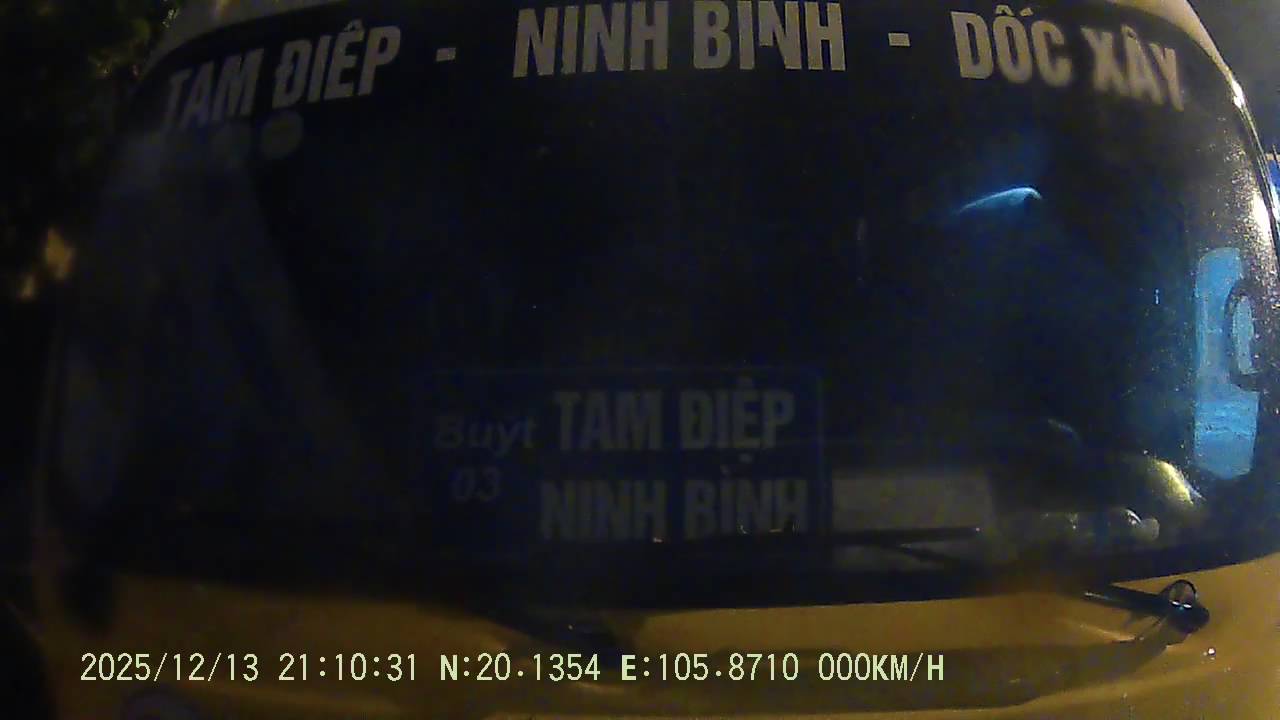 TAM ĐIỆP - NINH BÌNH - DỐC XÂY
Buyt TAM ĐIỆP
03 NINH BÌNH
2025/12/13 21:10:31 N:20.1354 E:105.8710 000KM/H